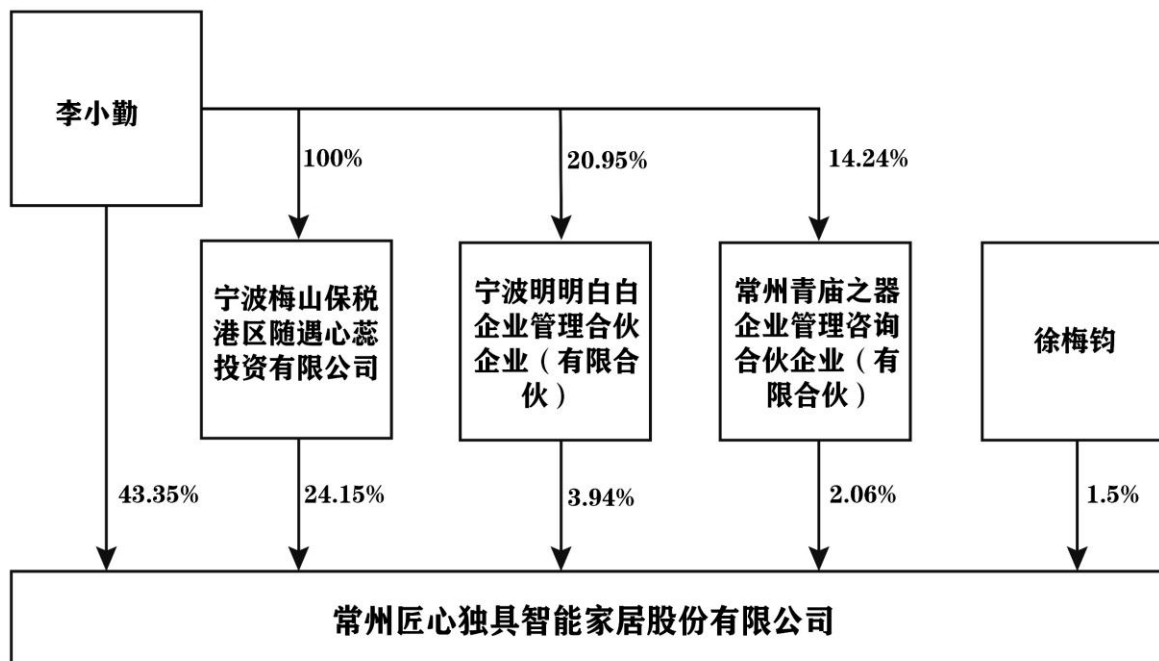 李小勤
100%
20.95%
14.24%
宁波梅山保税
港区随遇心蕊
投资有限公司
宁波明明白白
企业管理合伙
企业（有限合
伙）
常州青庙之器
企业管理咨询
合伙企业（有
限合伙）
徐梅钧
43.35%
24.15%
3.94%
2.06%
1.5%
常州匠心独具智能家居股份有限公司